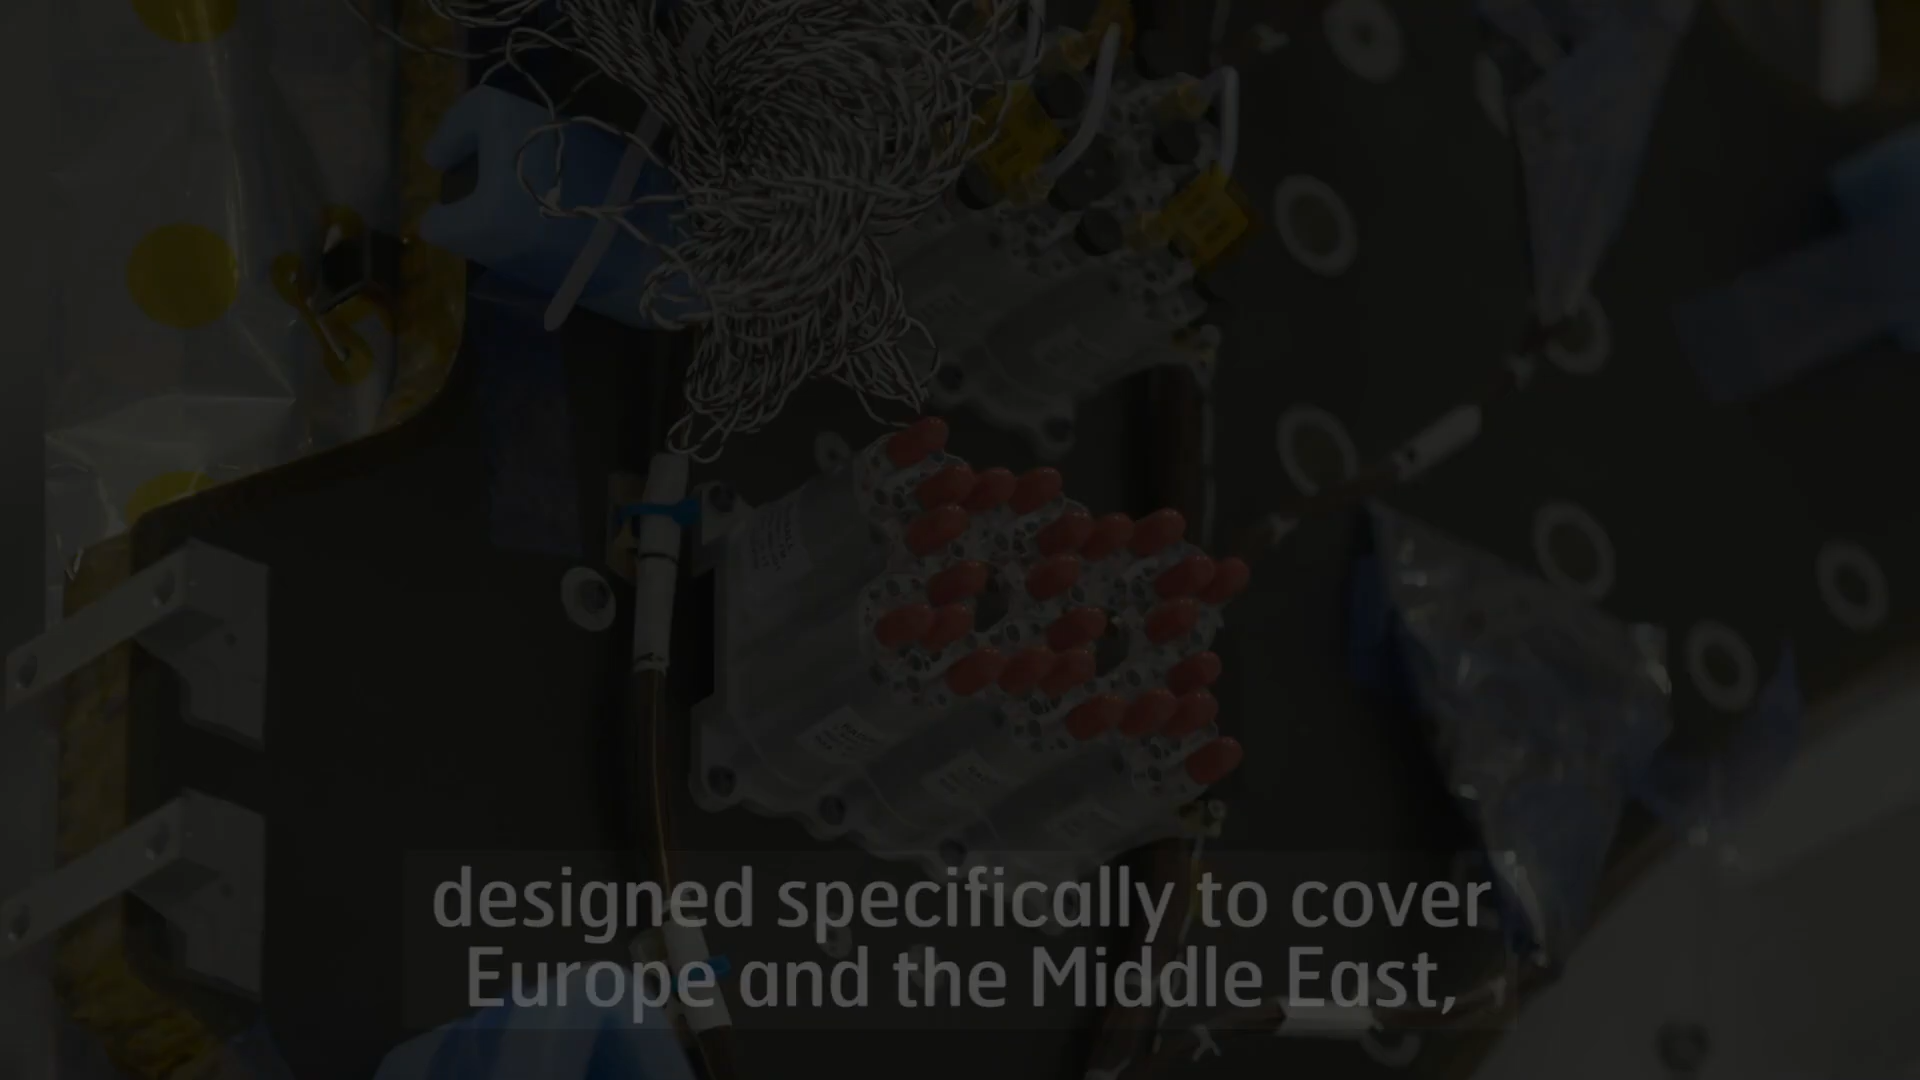 designed specifically to cover
Europe and the Middle East,